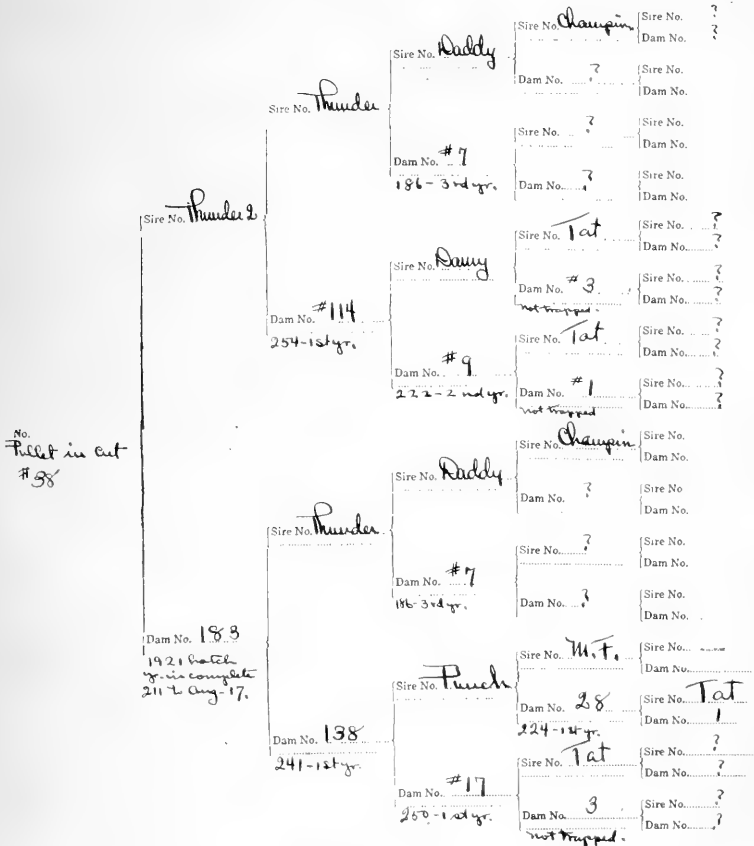 No.
Pullet in cut
#38
Sire No. Thunder 2
Dam No. 183
1921 hatch
yr. incomplete
211 to Aug-17.
Sire No. Thunder
Dam No. #114
254-1st yr.
Sire No. Thunder
Dam No. 138
241-1st yr.
Sire No. Daddy
Dam No. #7
186-3rd yr.
Sire No. Danny
Dam No. #9
222-2nd yr.
Sire No. Daddy
Dam No. #7
186-3rd yr.
Sire No. Punch
Dam No. #17
250-1st yr.
Sire No. Champin
Dam No. ?
Sire No. ?
Dam No. ?
Sire No. Tat
Dam No. #3
not trapped.
Sire No. Tat
Dam No. #1
not trapped
Sire No. Champin
Dam No. ?
Sire No. ?
Dam No. ?
Sire No. M.F.
Dam No. 28
224-1st yr.
Sire No. Tat
Dam No. 3
not trapped.
Sire No. ?
Dam No. ?
Sire No.
Dam No.
Sire No.
Dam No.
Sire No.
Dam No.
Sire No. ?
Dam No. ?
Sire No. ?
Dam No. ?
Sire No. ?
Dam No. ?
Sire No. ?
Dam No. ?
Sire No.
Dam No.
Sire No
Dam No.
Sire No.
Dam No.
Sire No.
Dam No.
Sire No.
Dam No.
Sire No. Tat
Dam No. 1
Sire No. ?
Dam No. ?
Sire No. ?
Dam No. ?